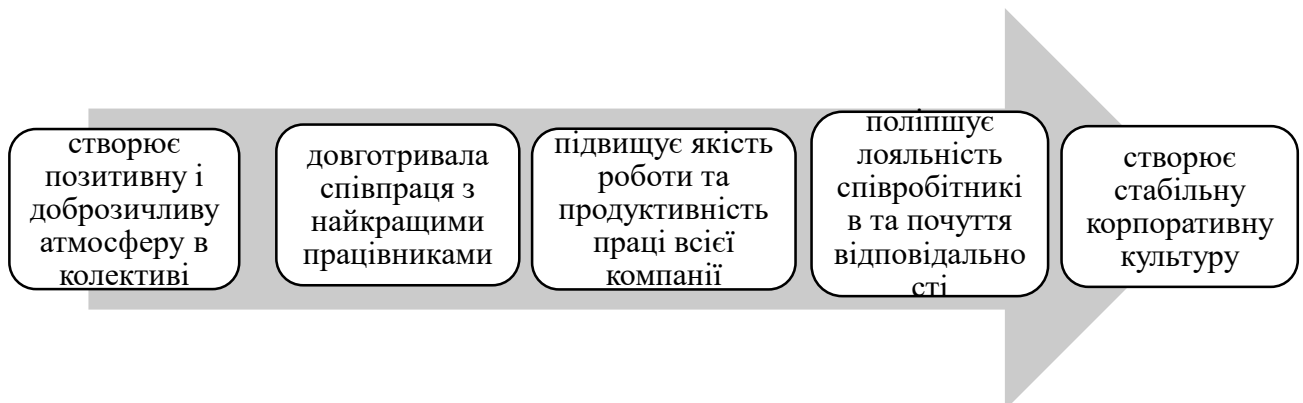 створює
позитивну і
доброзичливу
атмосферу в
колективі
довготривала
співпраця з
найкращими
працівниками
підвищує якість
роботи та
продуктивність
праці всієї
компанії
поліпшує
лояльність
співробітникі
в та почуття
відповідально
сті
створює
стабільну
корпоративну
культуру